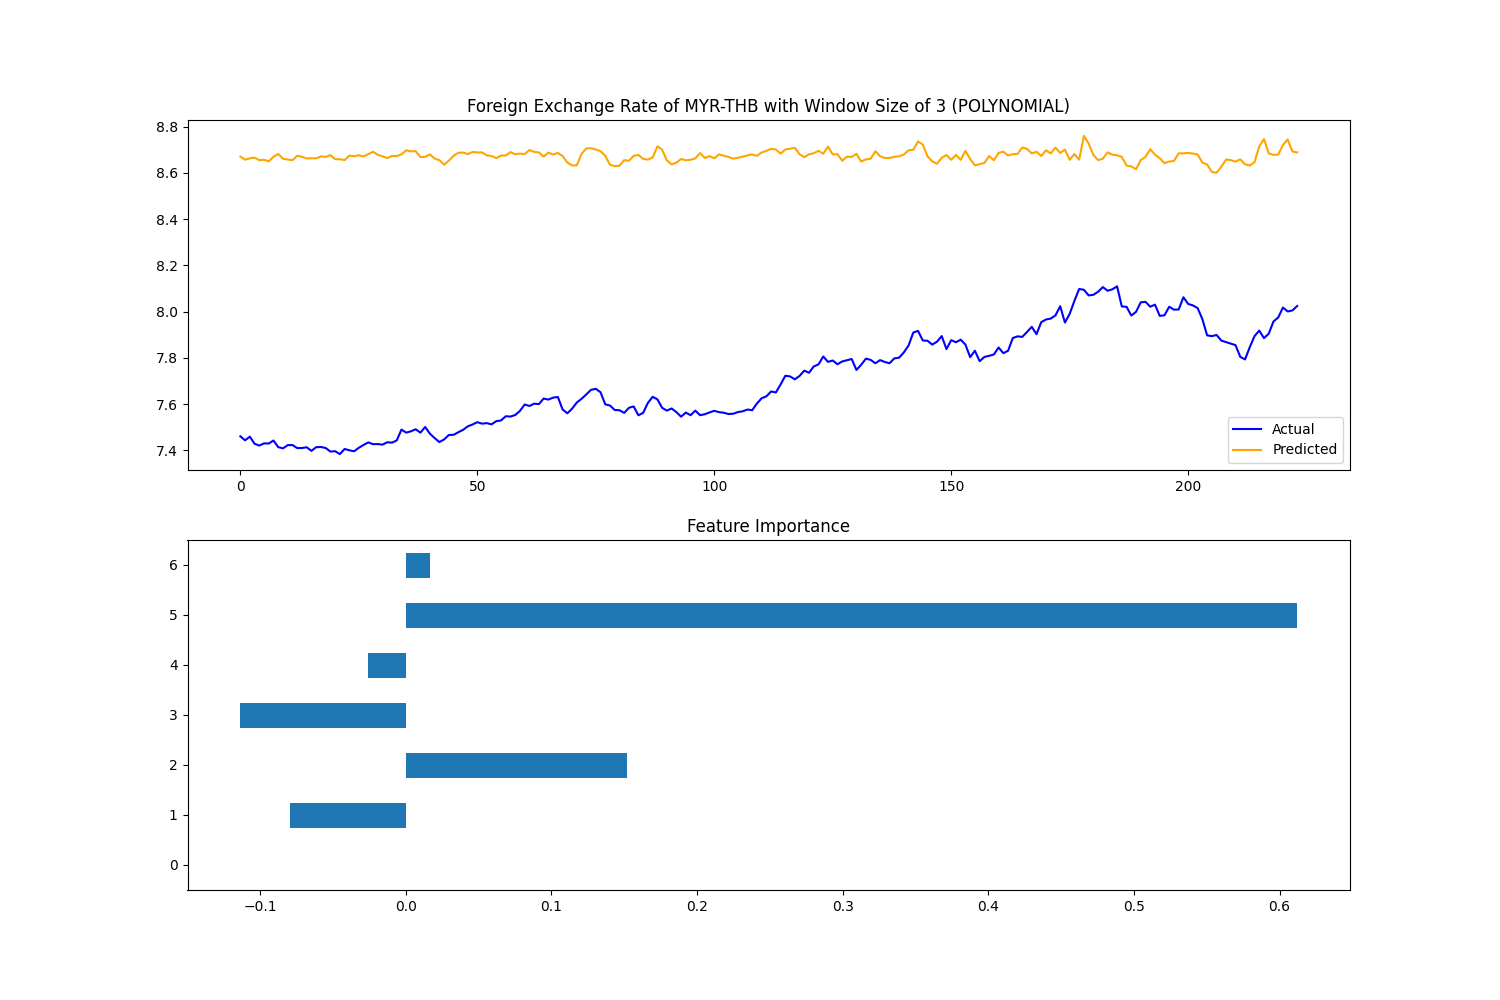 Foreign Exchange Rate of MYR-THB with Window Size of 3 (POLYNOMIAL)
8.8
8.6
8.4
8.2
8.0
7.8
7.6
7.4
Actual
Predicted
0 50 100 150 200
Feature Importance
6
5
4
3
2
1
0
−0.1 0.0 0.1 0.2 0.3 0.4 0.5 0.6